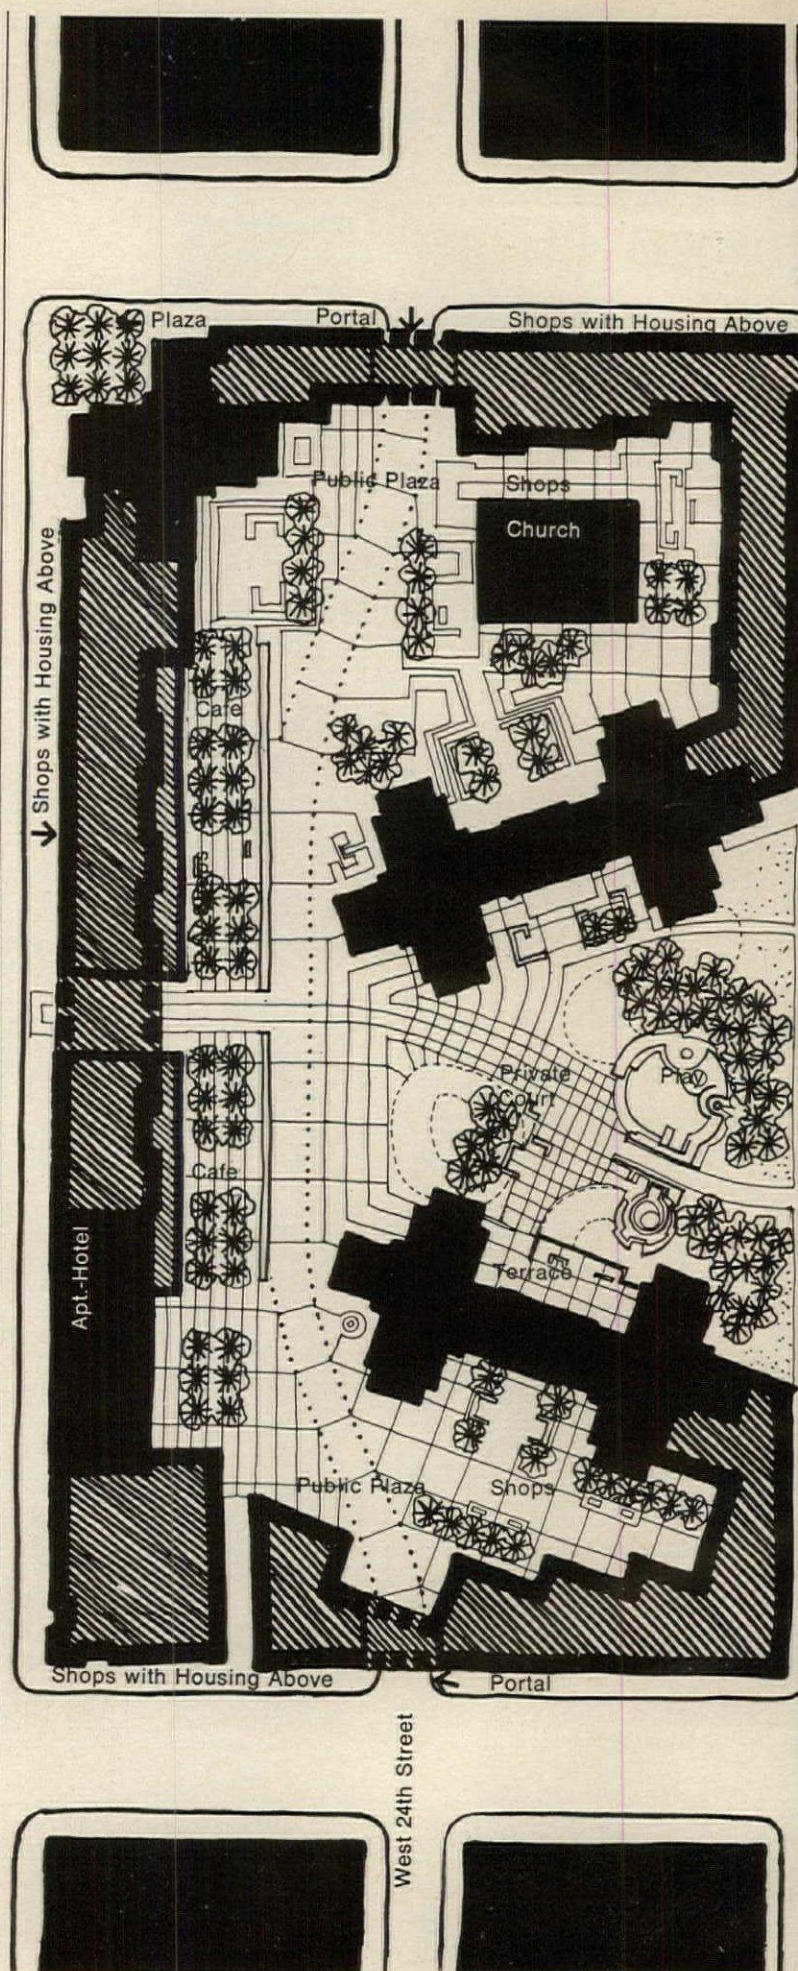 Plaza
Portal
Shops with Housing Above
Public Plaza
Shops
Church
Shops with Housing Above
Cafe
Private
Court
Play
Cafe
Apt.-Hotel
Terrace
Public Plaza
Shops
Shops with Housing Above
Portal
West 24th Street